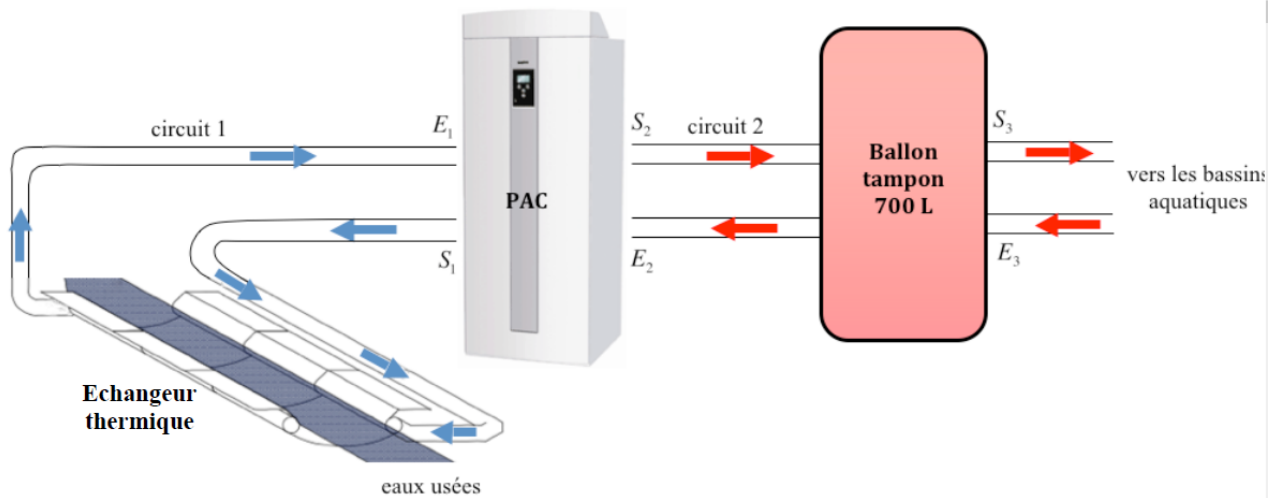 circuit 1
E1
S1
PAC
S2
circuit 2
E2
Ballon
tampon
700 L
S3
E3
vers les bassins
aquatiques
Echangeur
thermique
eaux usées